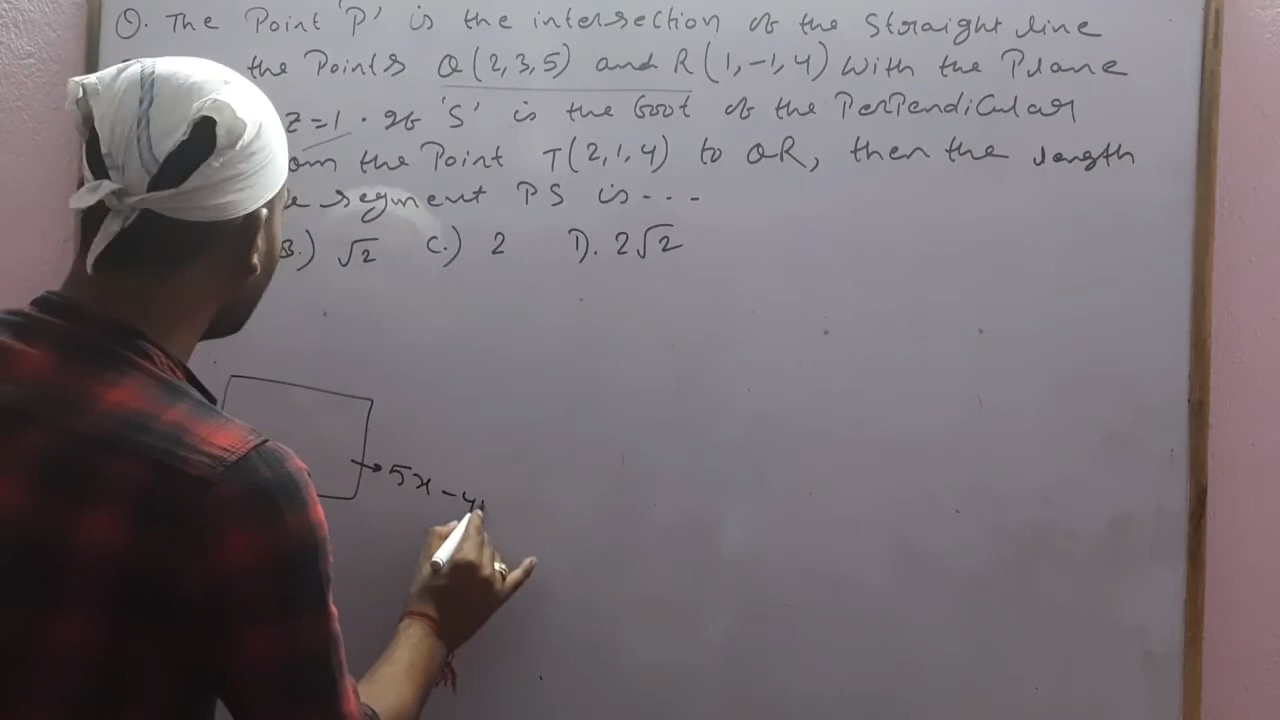 Q. The Point 'P' is the intersection of the straight line
the Points Q(2,3,5) and R(1,-1,4) with the Plane
z=1. If 'S' is the foot of the Perpendicular
the Point T(2,1,4) to QR, then the length
segment PS is ---
B.) √2 C.) 2 D). 2√2
5x-4